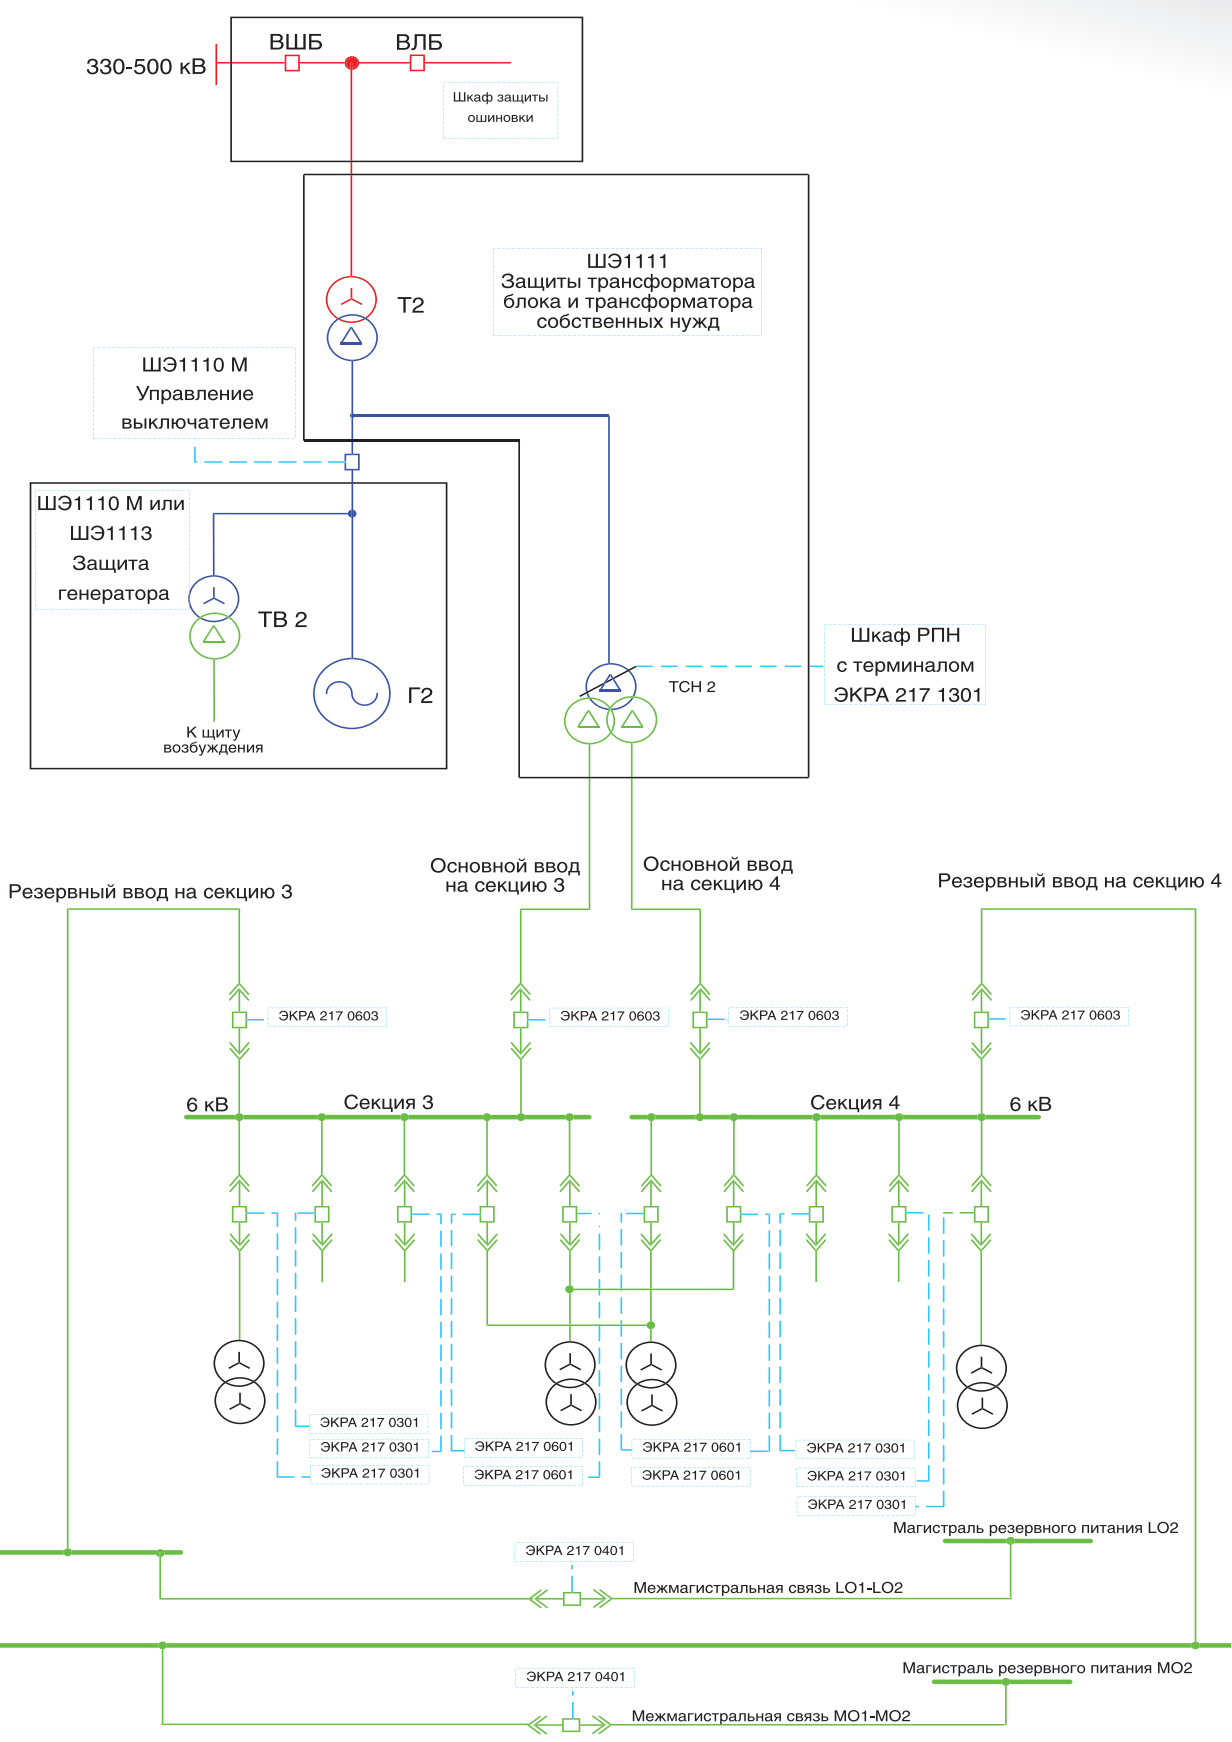 ВШБ
ВЛБ
330-500 кВ
Шкаф защиты
ошиновки
ШЭ1111
Защиты трансформатора
блока и трансформатора
собственных нужд
Т2
ШЭ1110 М
Управление
выключателем
ШЭ1110 М или
ШЭ1113
Защита
генератора
ТВ 2
Г2
К щиту
возбуждения
ТСН 2
Шкаф РПН
с терминалом
ЭКРА 217 1301
Основной ввод
на секцию 3
Основной ввод
на секцию 4
Резервный ввод на секцию 3
Резервный ввод на секцию 4
ЭКРА 217 0603
ЭКРА 217 0603
ЭКРА 217 0603
ЭКРА 217 0603
6 кВ
Секция 3
Секция 4
6 кВ
ЭКРА 217 0301
ЭКРА 217 0301
ЭКРА 217 0301
ЭКРА 217 0601
ЭКРА 217 0601
ЭКРА 217 0601
ЭКРА 217 0601
ЭКРА 217 0301
ЭКРА 217 0301
ЭКРА 217 0301
Магистраль резервного питания LO2
ЭКРА 217 0401
Межмагистральная связь LO1-LO2
Магистраль резервного питания MO2
ЭКРА 217 0401
Межмагистральная связь MO1-MO2